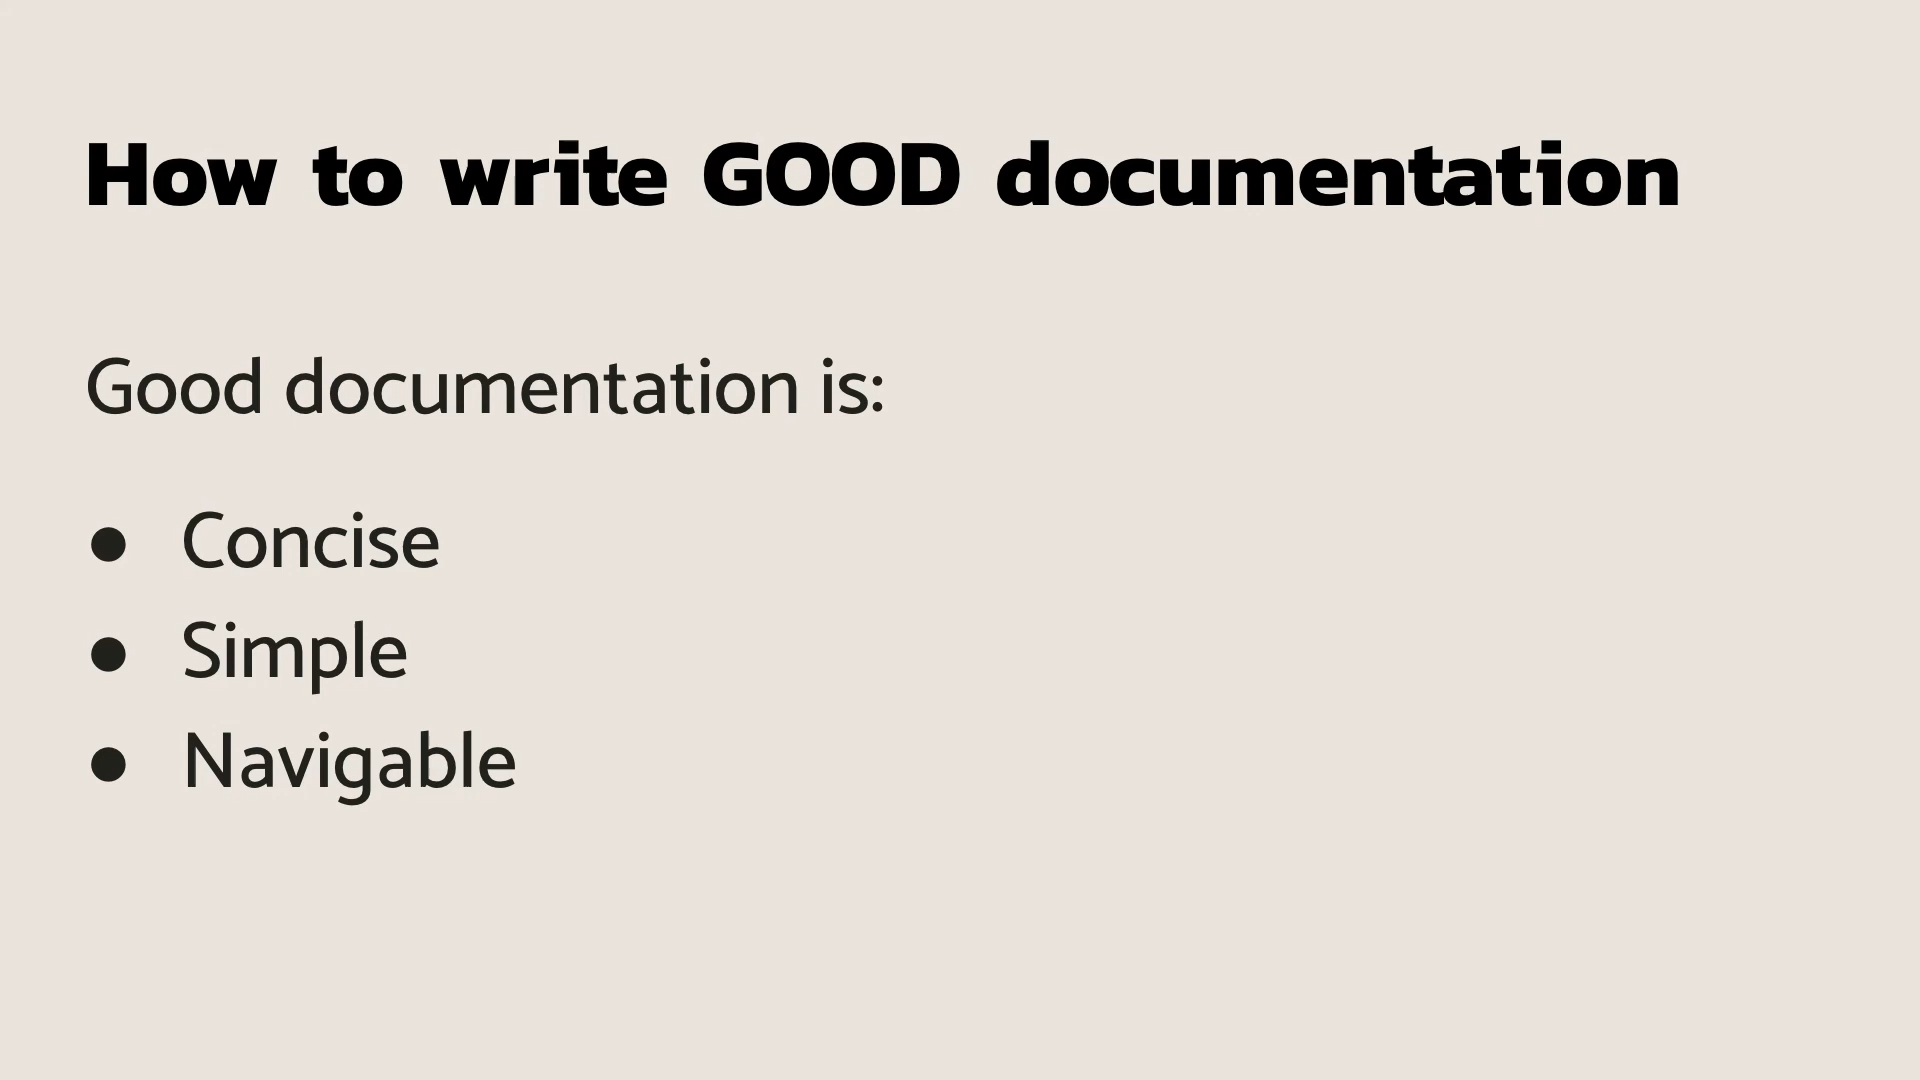 How to write GOOD documentation
Good documentation is:
● Concise
● Simple
● Navigable